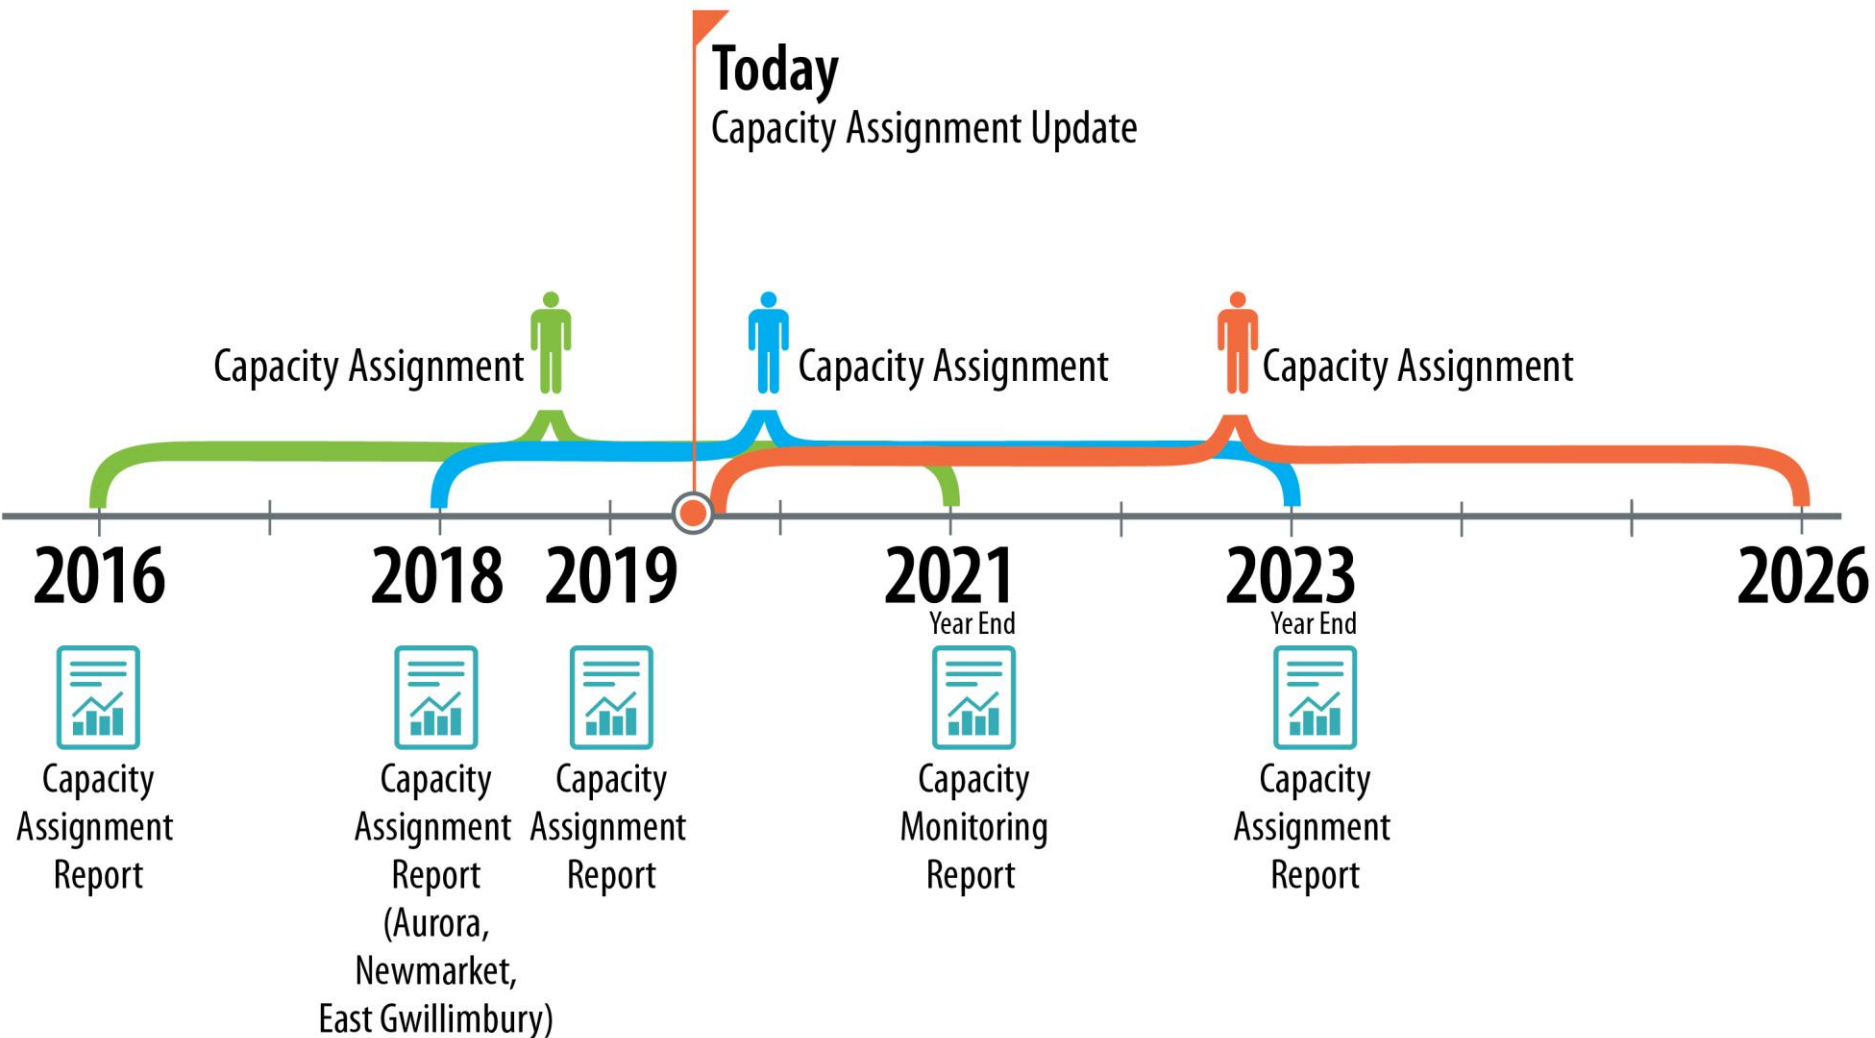 Today
Capacity Assignment Update
Capacity Assignment
Capacity Assignment
Capacity Assignment
2016
2018
2019
2021
Year End
2023
Year End
2026
Capacity
Assignment
Report
Capacity
Assignment
Report
(Aurora,
Newmarket,
East Gwillimbury)
Capacity
Assignment
Report
Capacity
Monitoring
Report
Capacity
Assignment
Report